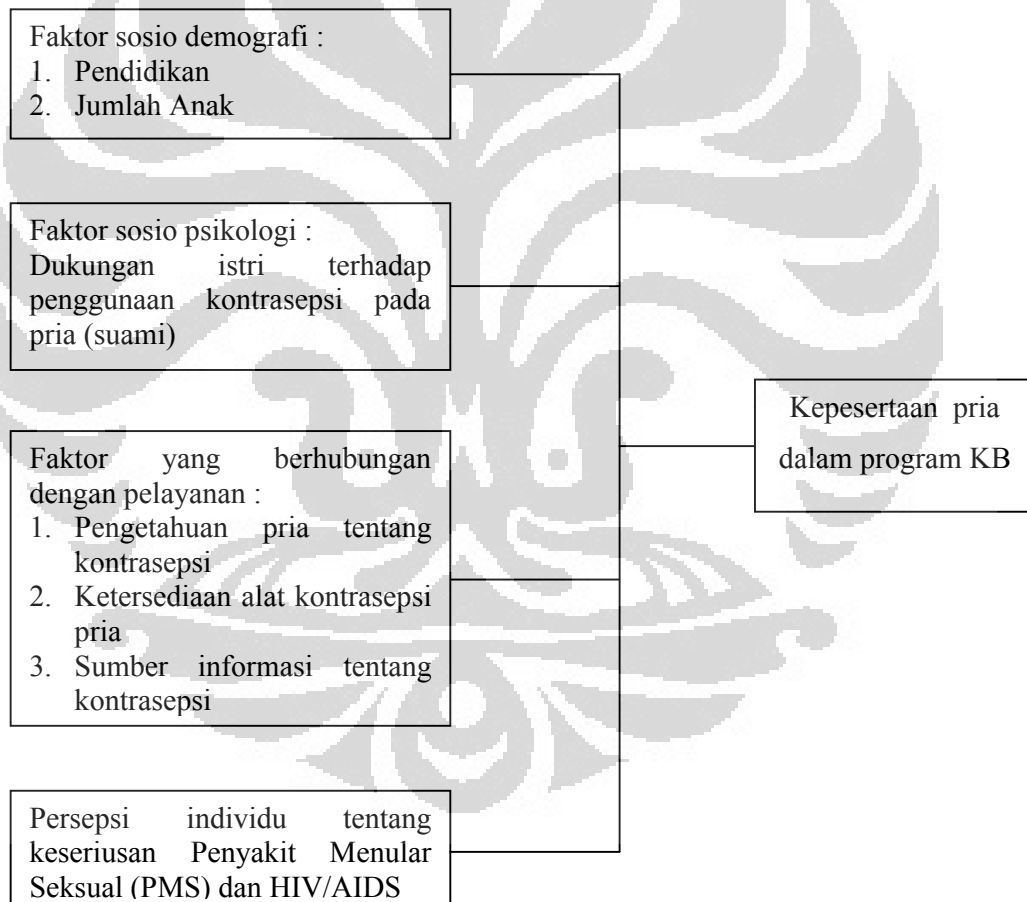 Faktor sosio demografi :
1. Pendidikan
2. Jumlah Anak
Faktor sosio psikologi :
Dukungan istri terhadap
penggunaan kontrasepsi pada
pria (suami)
Faktor yang berhubungan
dengan pelayanan :
1. Pengetahuan pria tentang
kontrasepsi
2. Ketersediaan alat kontrasepsi
pria
3. Sumber informasi tentang
kontrasepsi
Persepsi individu tentang
keseriusan Penyakit Menular
Seksual (PMS) dan HIV/AIDS
Kepesertaan pria
dalam program KB